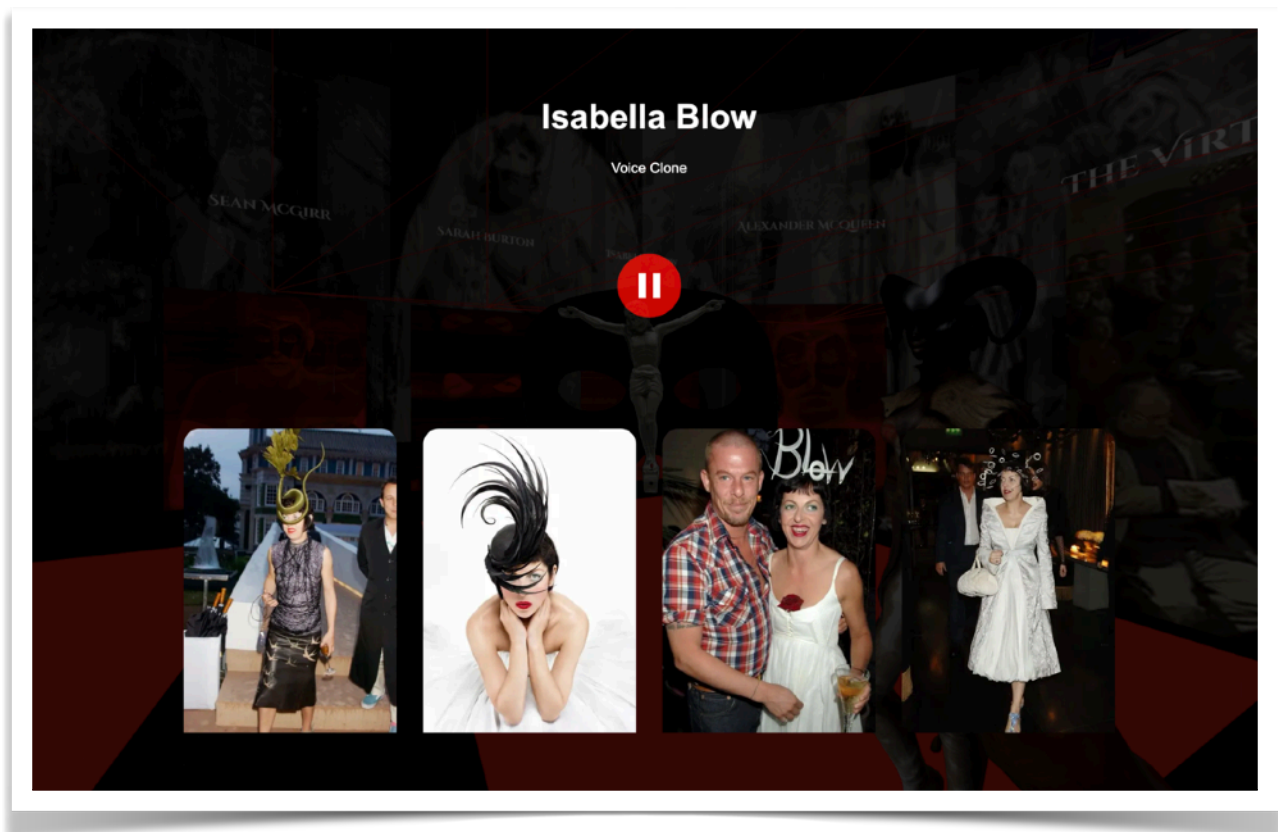 Isabella Blow
Voice Clone
THE VIRT
SEAN MCGIRR
SARAH BURTON
ALEXANDER MCQUEEN
Blow